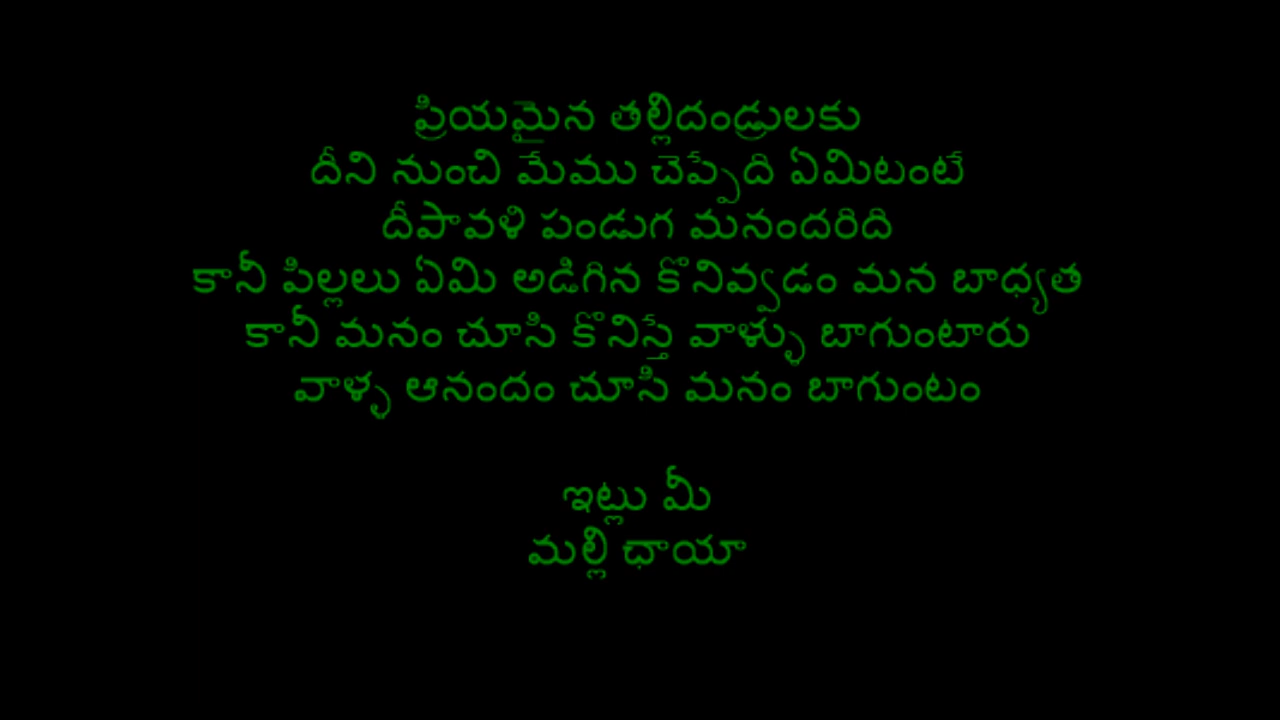 ప్రియమైన తల్లిదండ్రులకు
దీని నుంచి మేము చెప్పేది ఏమిటంటే
దీపావళి పండుగ మనందరిది
కానీ పిల్లలు ఏమి అడిగిన కొనివ్వడం మన బాధ్యత
కానీ మనం చూసి కొనిస్తే వాళ్ళు బాగుంటారు
వాళ్ళ ఆనందం చూసి మనం బాగుంటం
ఇట్లు మీ
మల్లి ఛాయా